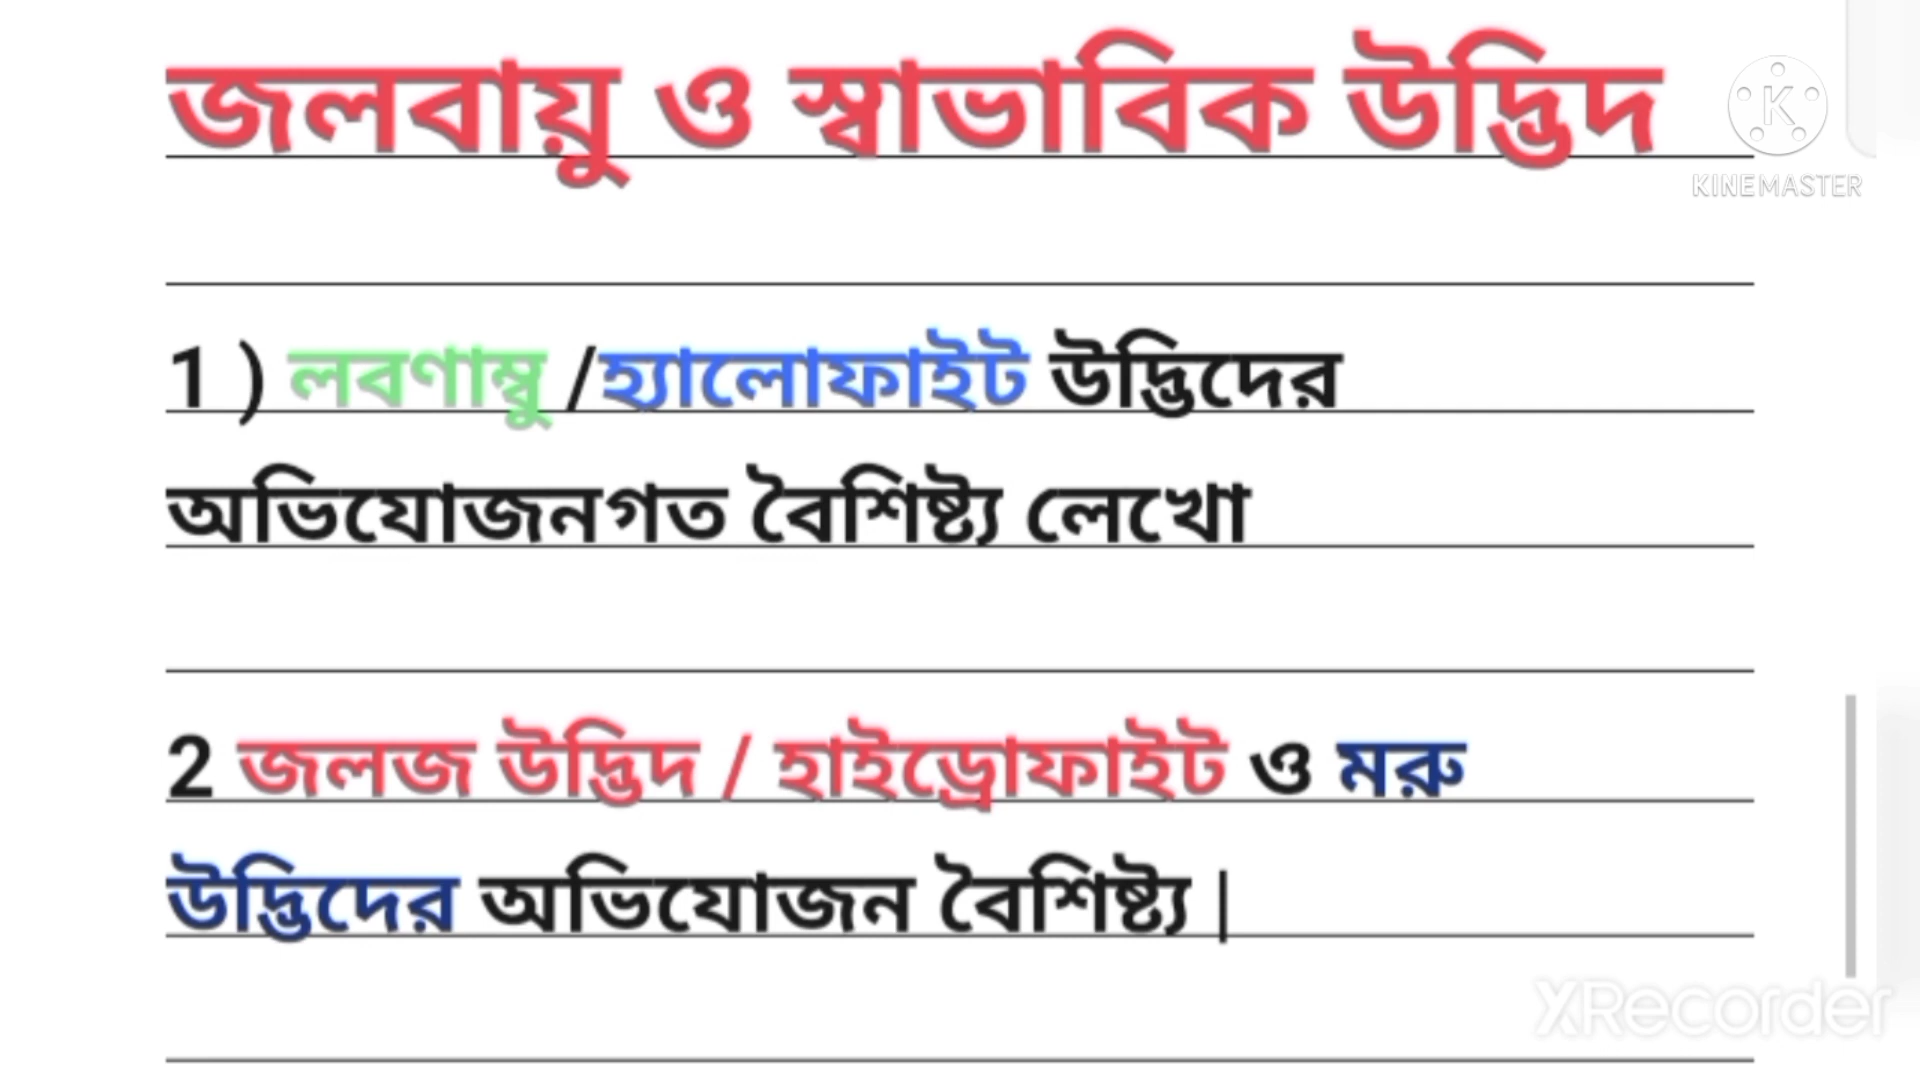 জলবায়ু ও স্বাভাবিক উদ্ভিদ
KINEMASTER
1 ) লবণাম্বু /হ্যালোফাইট উদ্ভিদের
অভিযোজনগত বৈশিষ্ট্য লেখো
2 জলজ উদ্ভিদ / হাইড্রোফাইট ও মরু
উদ্ভিদের অভিযোজন বৈশিষ্ট্য |
XRecorder